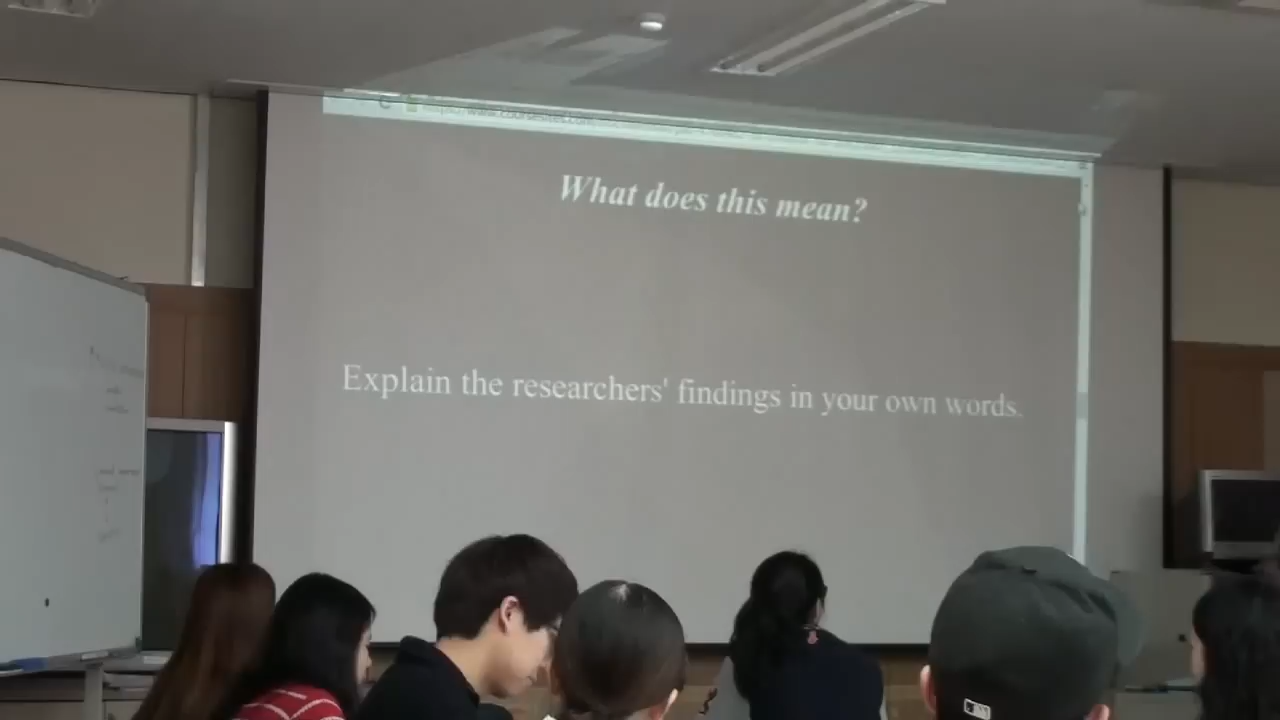 What does this mean?
Explain the researchers' findings in your own words.